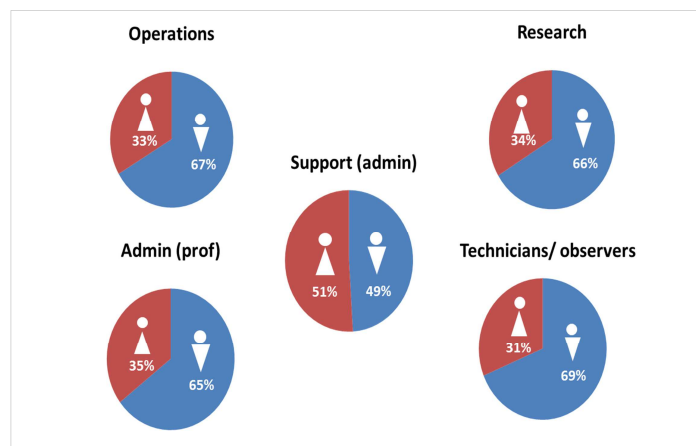 Operations
33%
67%
Research
34%
66%
Support (admin)
51%
49%
Admin (prof)
35%
65%
Technicians/ observers
31%
69%